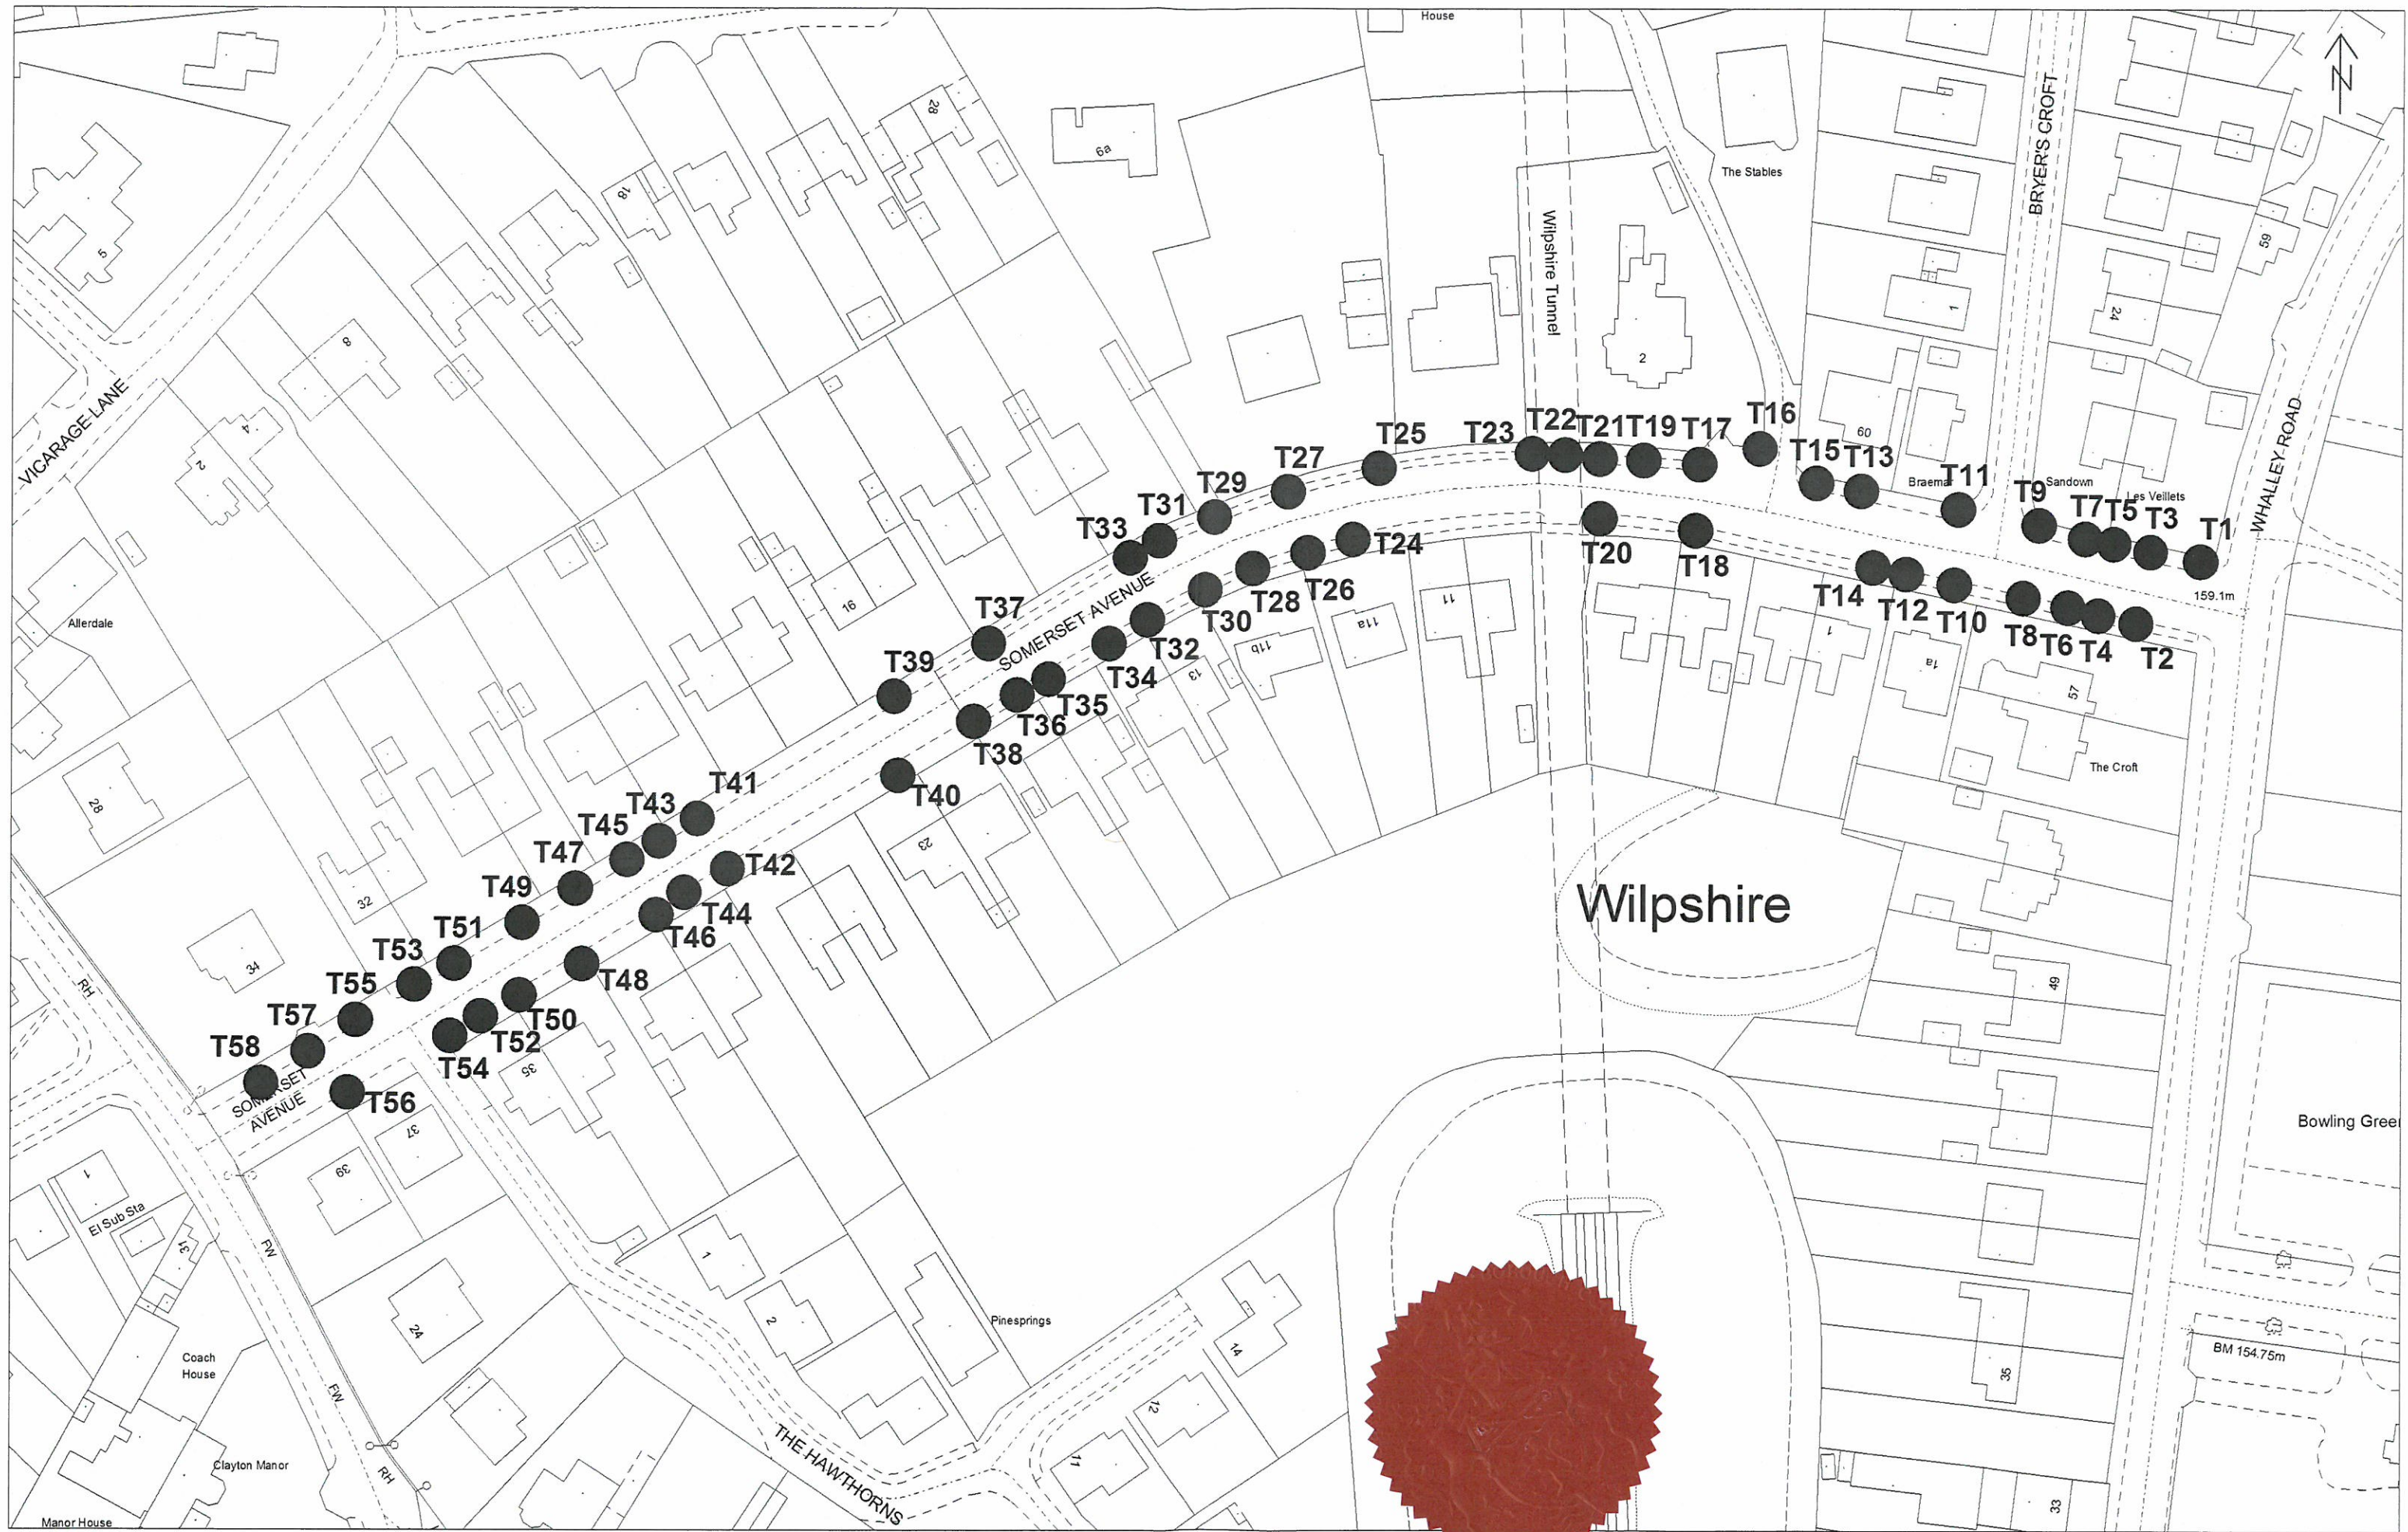 House
N
BRYER'S CROFT
28
6a
The Stables
18
59
5
Wilpshire Tunnel
1
24
8
2
VICARAGE LANE
4
2
60
WHALLEY ROAD
T23
T22
T21
T19
T17
T16
T25
T15
T13
T11
T27
T29
Braemar
Sandown
Les Veillets
T9
T7
T5
T3
T1
T31
T33
SOMERSET AVENUE
T24
T20
T18
T26
T28
T30
T14
T12
T10
T8
T6
T4
T2
159.1m
Allerdale
16
T37
T39
T32
T34
T35
T36
T38
T40
13
11b
11a
11
1
1a
57
The Croft
28
T41
T43
T45
T47
T49
T51
T53
T55
T57
T58
T42
T44
T46
T48
T50
T52
T54
T56
23
32
34
RH
Wilpshire
49
SOMERSET
AVENUE
35
37
39
Bowling Green
1
El Sub Sta
31
FW
24
1
2
Pinesprings
14
12
11
BM 154.75m
35
Coach
House
FW
Clayton Manor
RH
THE HAWTHORNS
Manor House
33